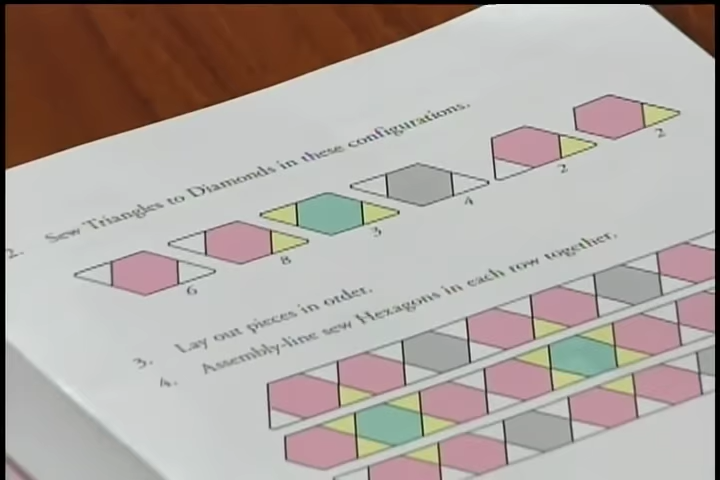 2. Sew Triangles to Diamonds in these configurations.
6 8 3 4 2 2
3. Lay out pieces in order.
4. Assembly-line sew Hexagons in each row together.